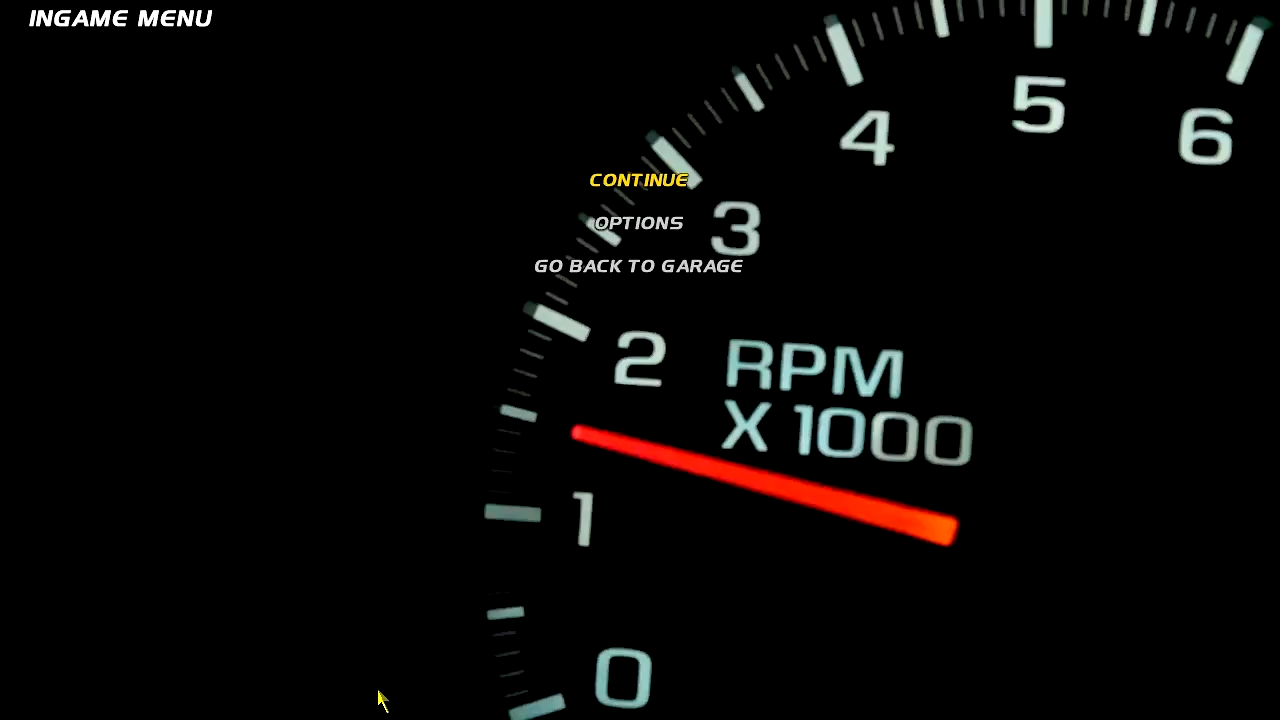 INGAME MENU
CONTINUE
OPTIONS
GO BACK TO GARAGE
0
1
2
3
4
5
6
RPM
X 1000